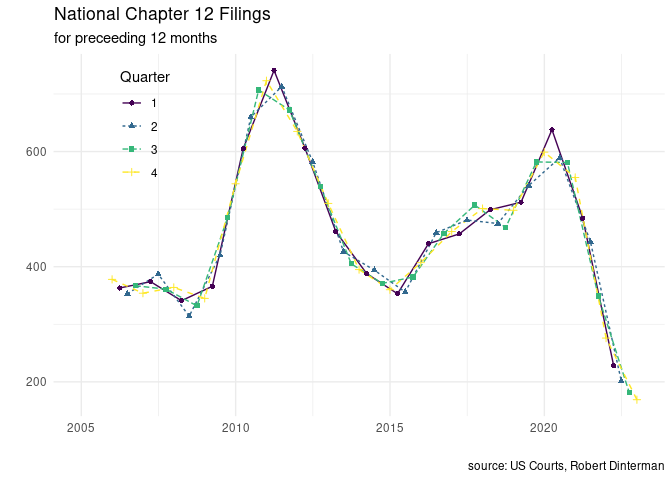 National Chapter 12 Filings
for preceeding 12 months
Quarter
1
2
3
4
600
400
200
2005
2010
2015
2020
source: US Courts, Robert Dinterman